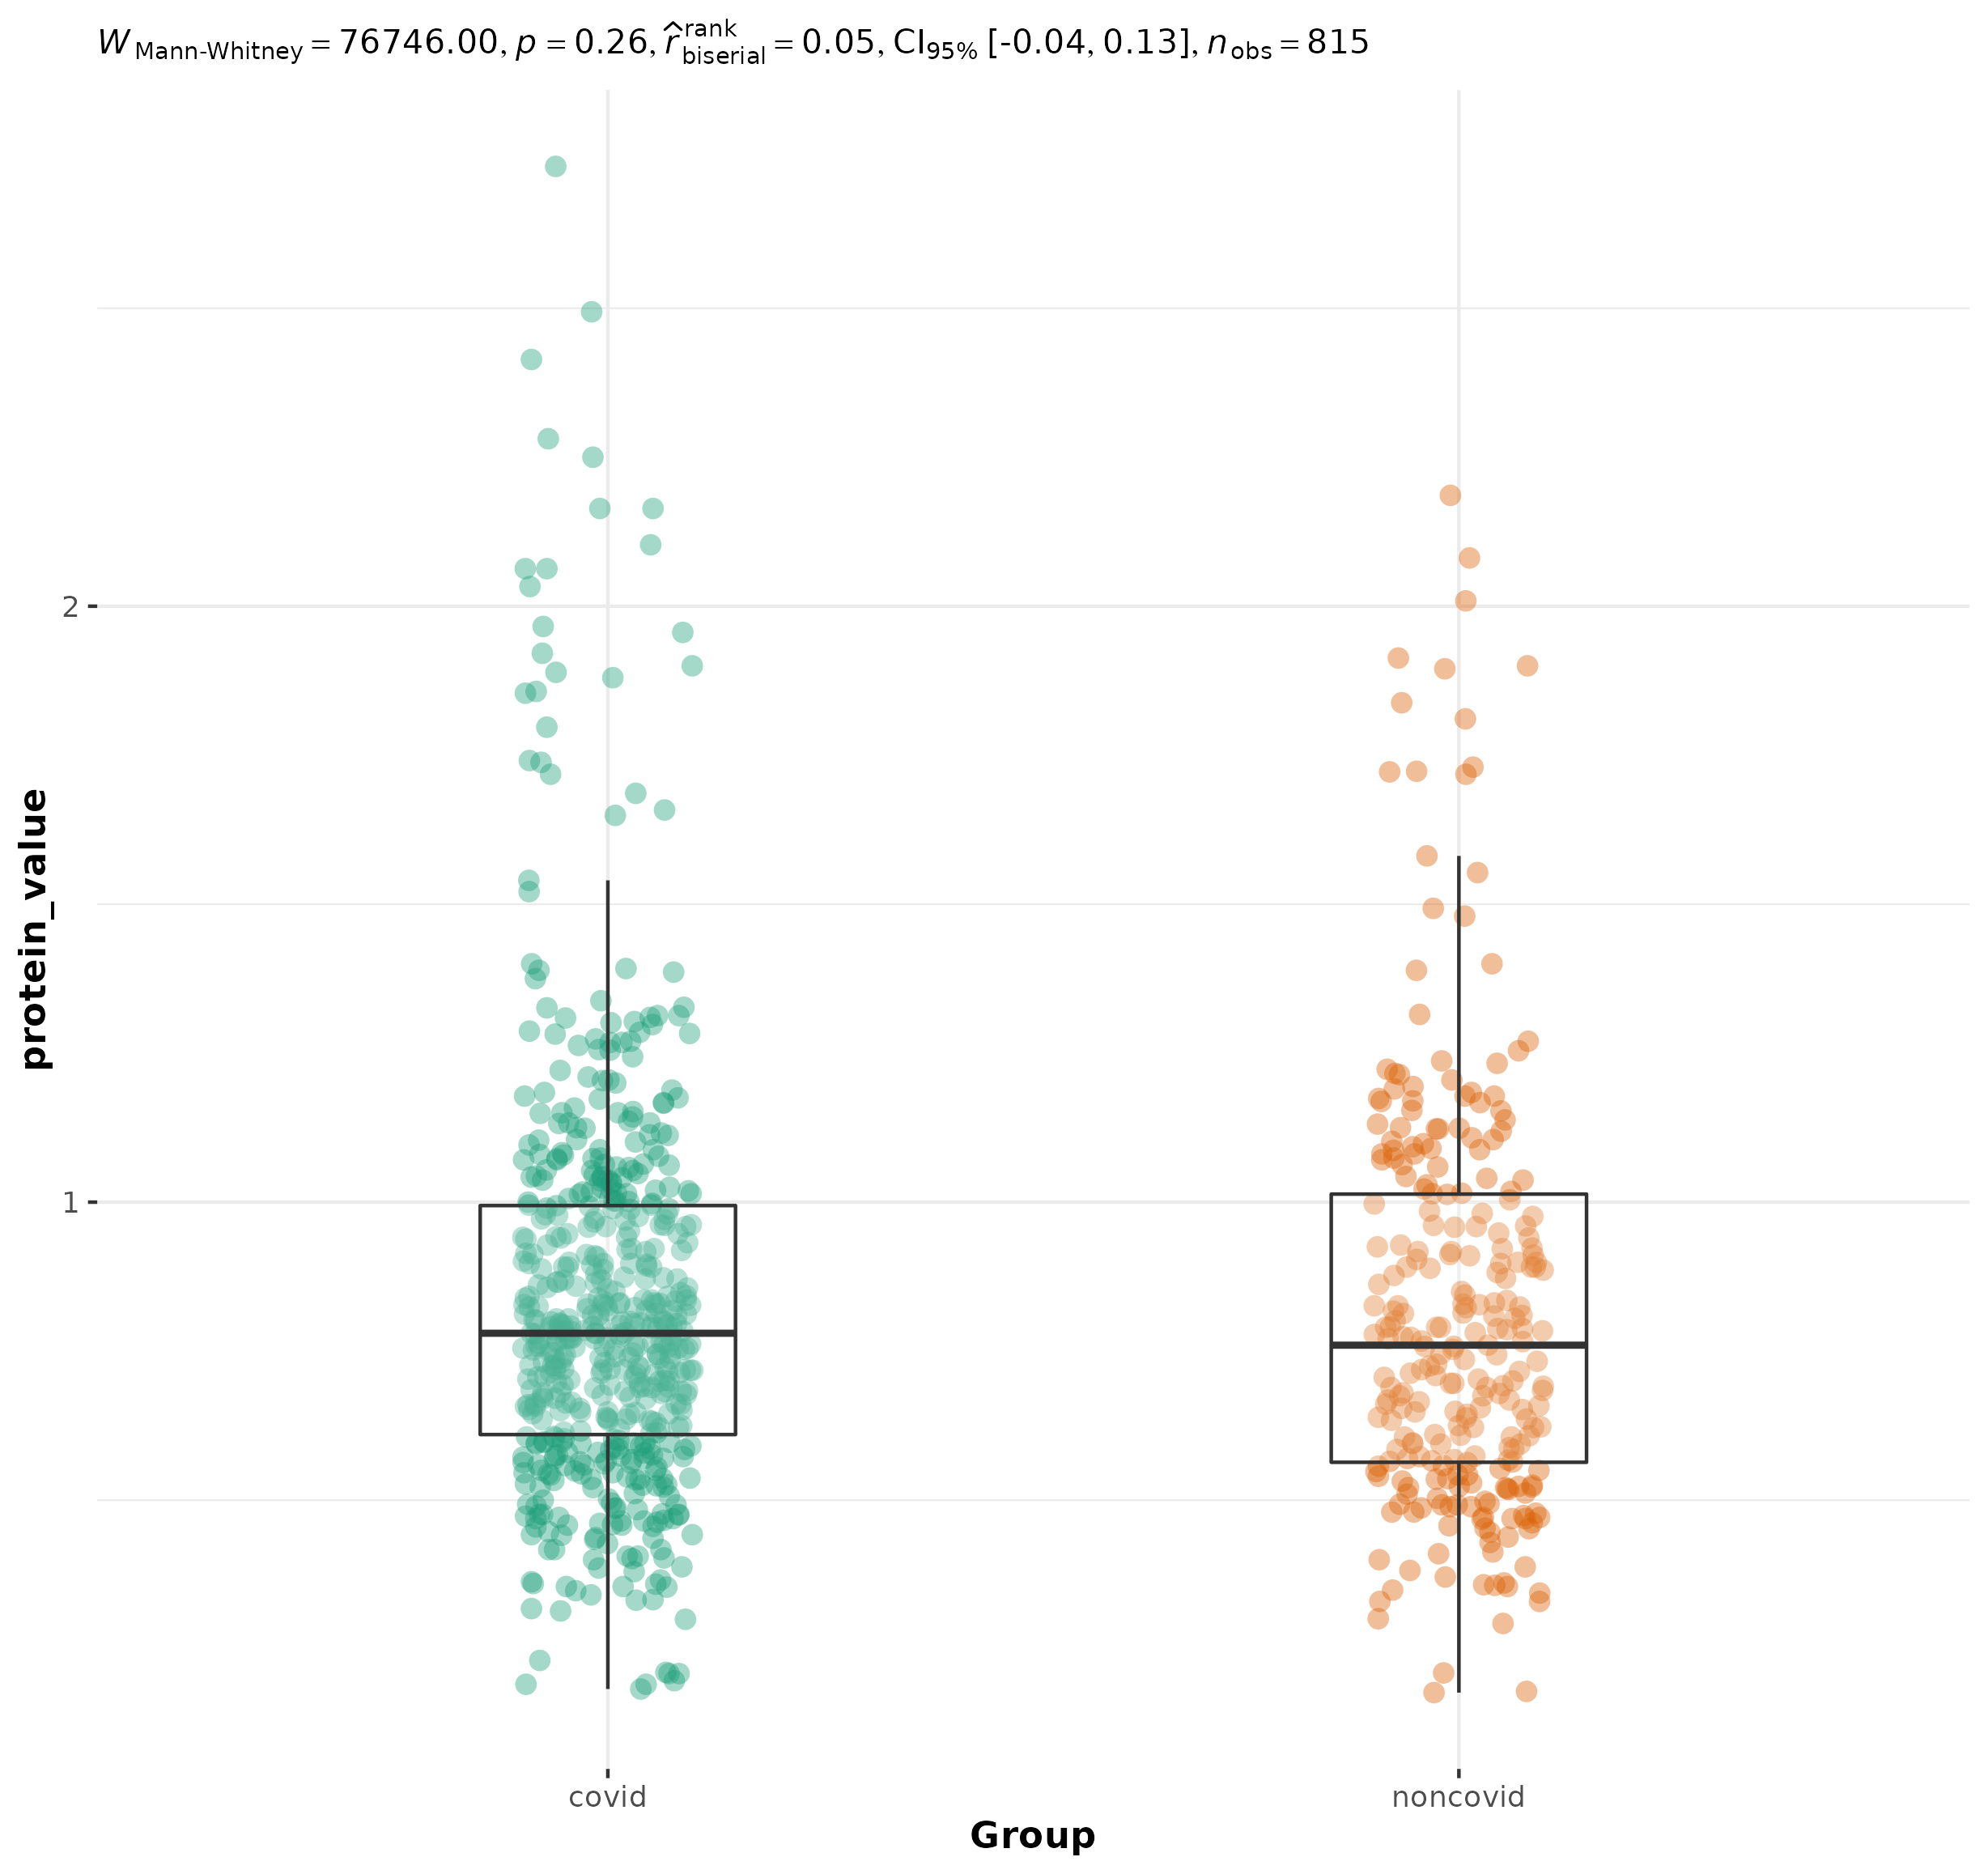 W Mann-Whitney = 76746.00, p = 0.26, r̂ rank biserial = 0.05, CI95% [-0.04, 0.13], n obs = 815
protein_value
2
1
covid noncovid
Group